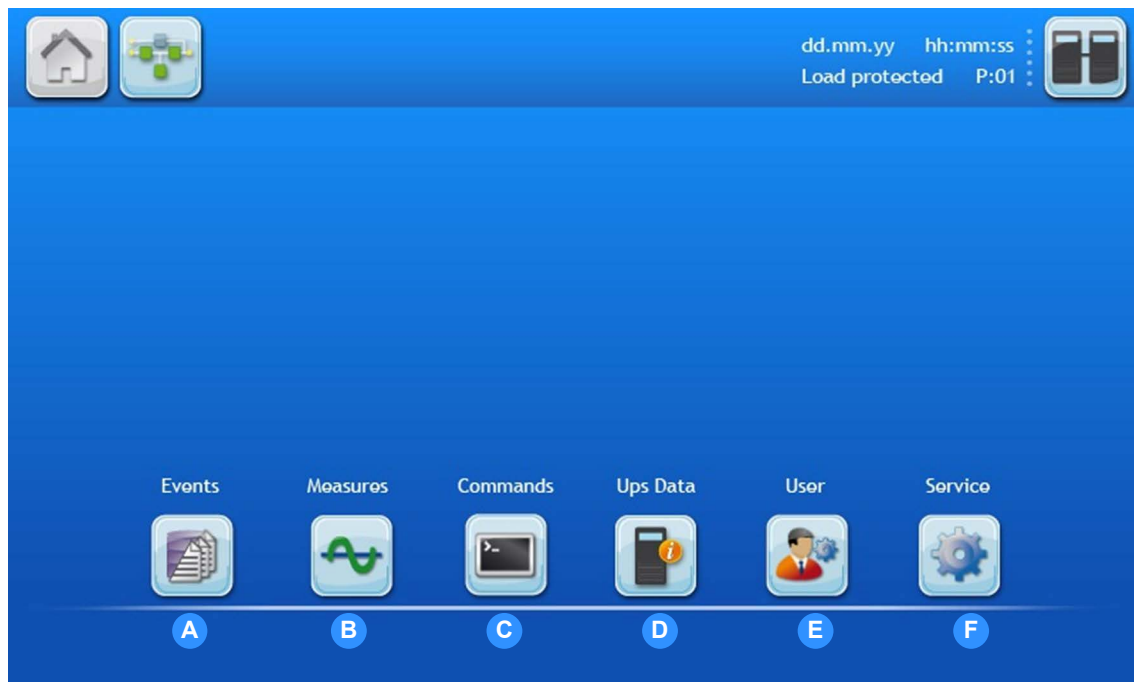 dd.mm.yy hh:mm:ss
Load protected P:01
Events Measures Commands Ups Data User Service
>-
i
A B C D E F